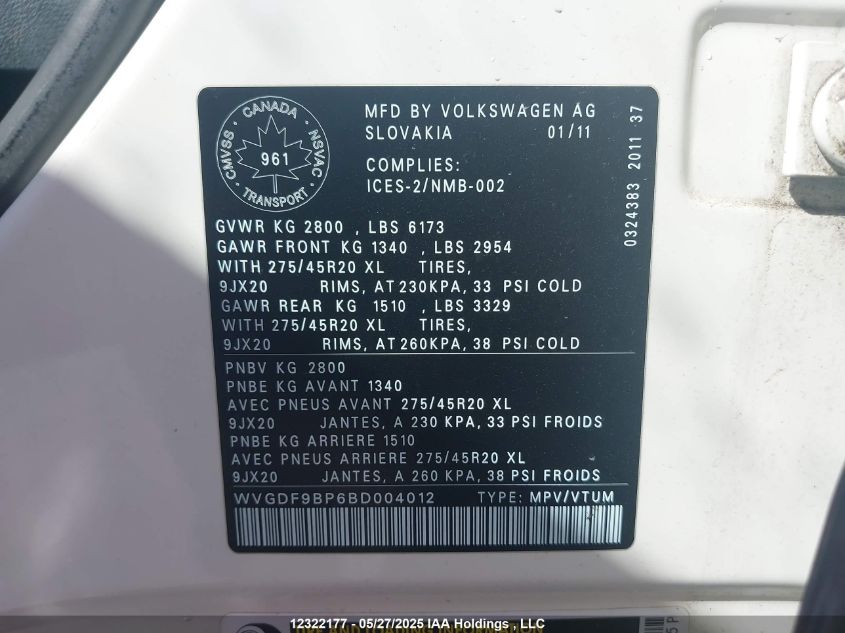 CANADA
CMVSS
NSVAC
961
TRANSPORT
MFD BY VOLKSWAGEN AG
SLOVAKIA 01/11
COMPLIES:
ICES-2/NMB-002
0324383 2011 37
GVWR KG 2800 , LBS 6173
GAWR FRONT KG 1340 , LBS 2954
WITH 275/45R20 XL TIRES,
9JX20 RIMS, AT 230KPA, 33 PSI COLD
GAWR REAR KG 1510 , LBS 3329
WITH 275/45R20 XL TIRES,
9JX20 RIMS, AT 260KPA, 38 PSI COLD
PNBV KG 2800
PNBE KG AVANT 1340
AVEC PNEUS AVANT 275/45R20 XL
9JX20 JANTES, A 230 KPA, 33 PSI FROIDS
PNBE KG ARRIERE 1510
AVEC PNEUS ARRIERE 275/45R20 XL
9JX20 JANTES, A 260 KPA, 38 PSI FROIDS
WVGDF9BP6BD004012 TYPE: MPV/VTUM
12322177 - 05/27/2025 IAA Holdings , LLC
AND LOADING INFORMATION